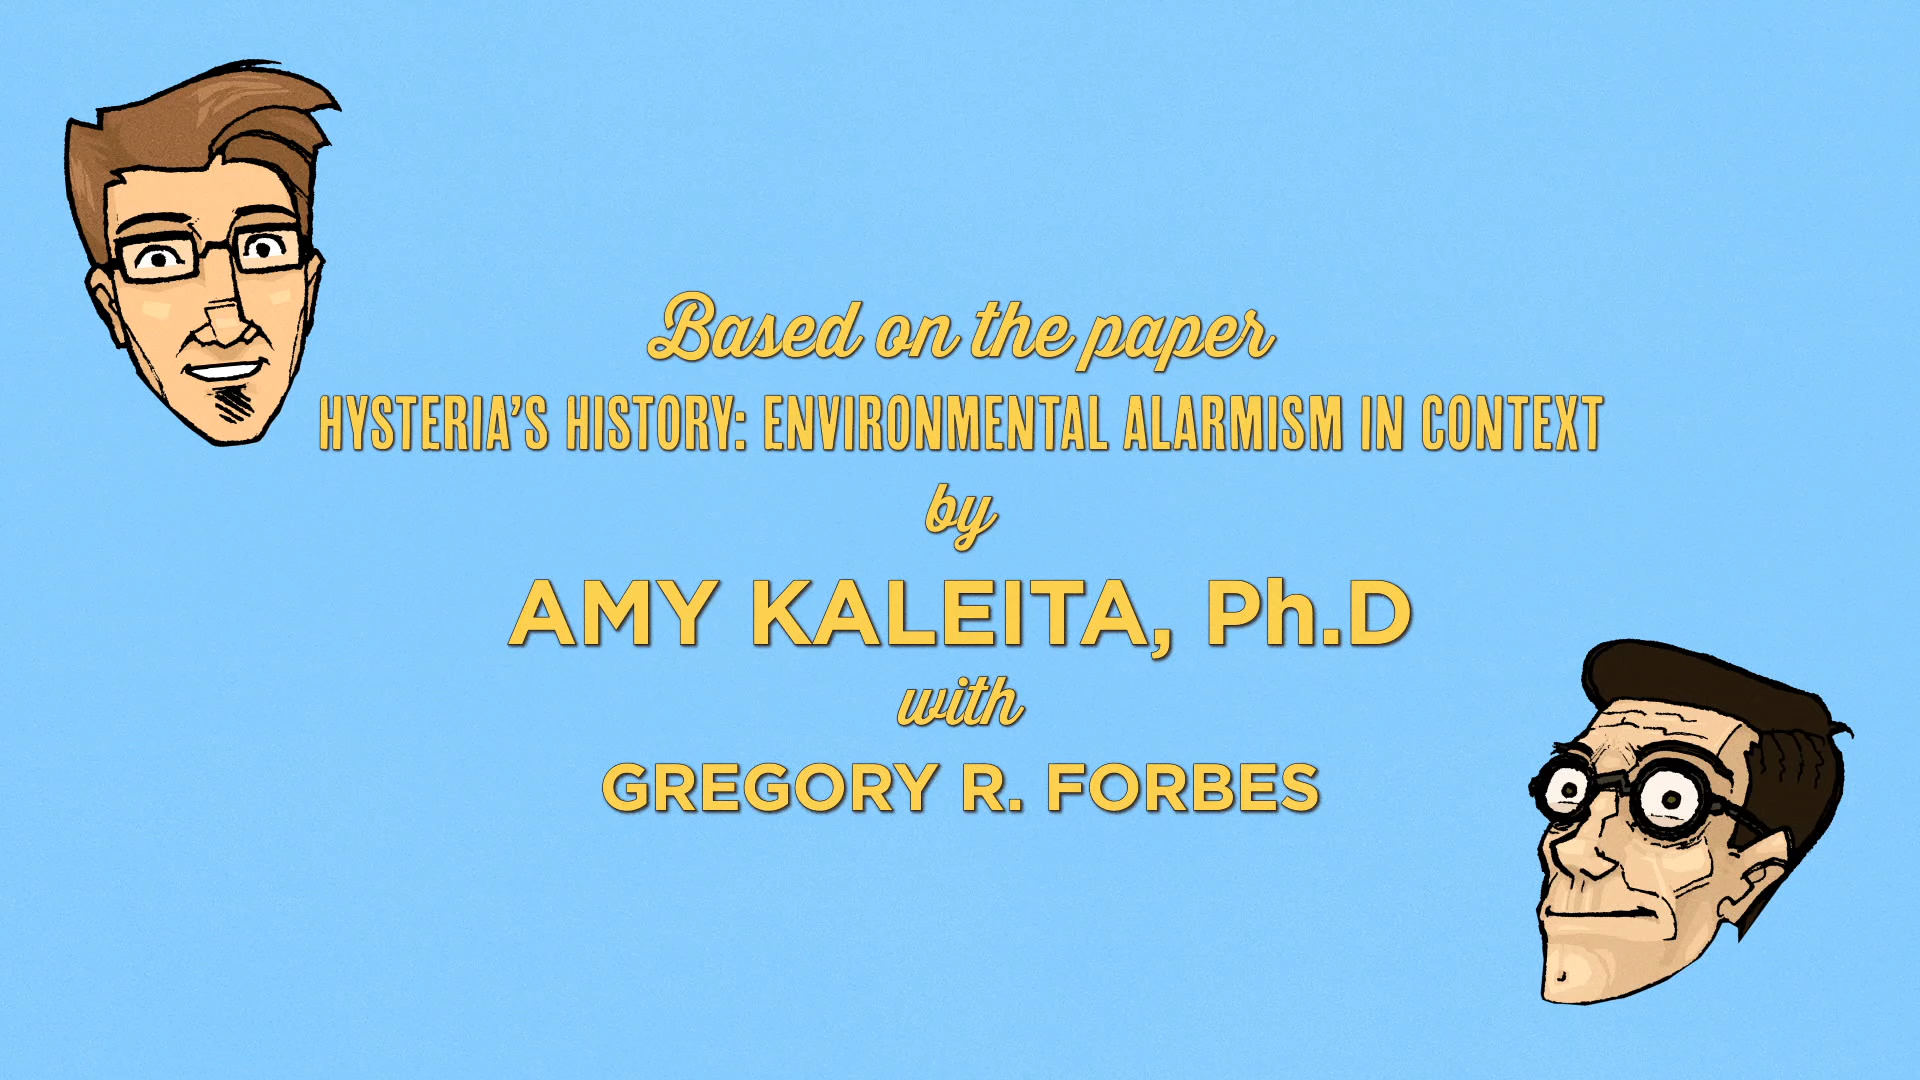 Based on the paper
HYSTERIA'S HISTORY: ENVIRONMENTAL ALARMISM IN CONTEXT
by
AMY KALEITA, Ph.D
with
GREGORY R. FORBES